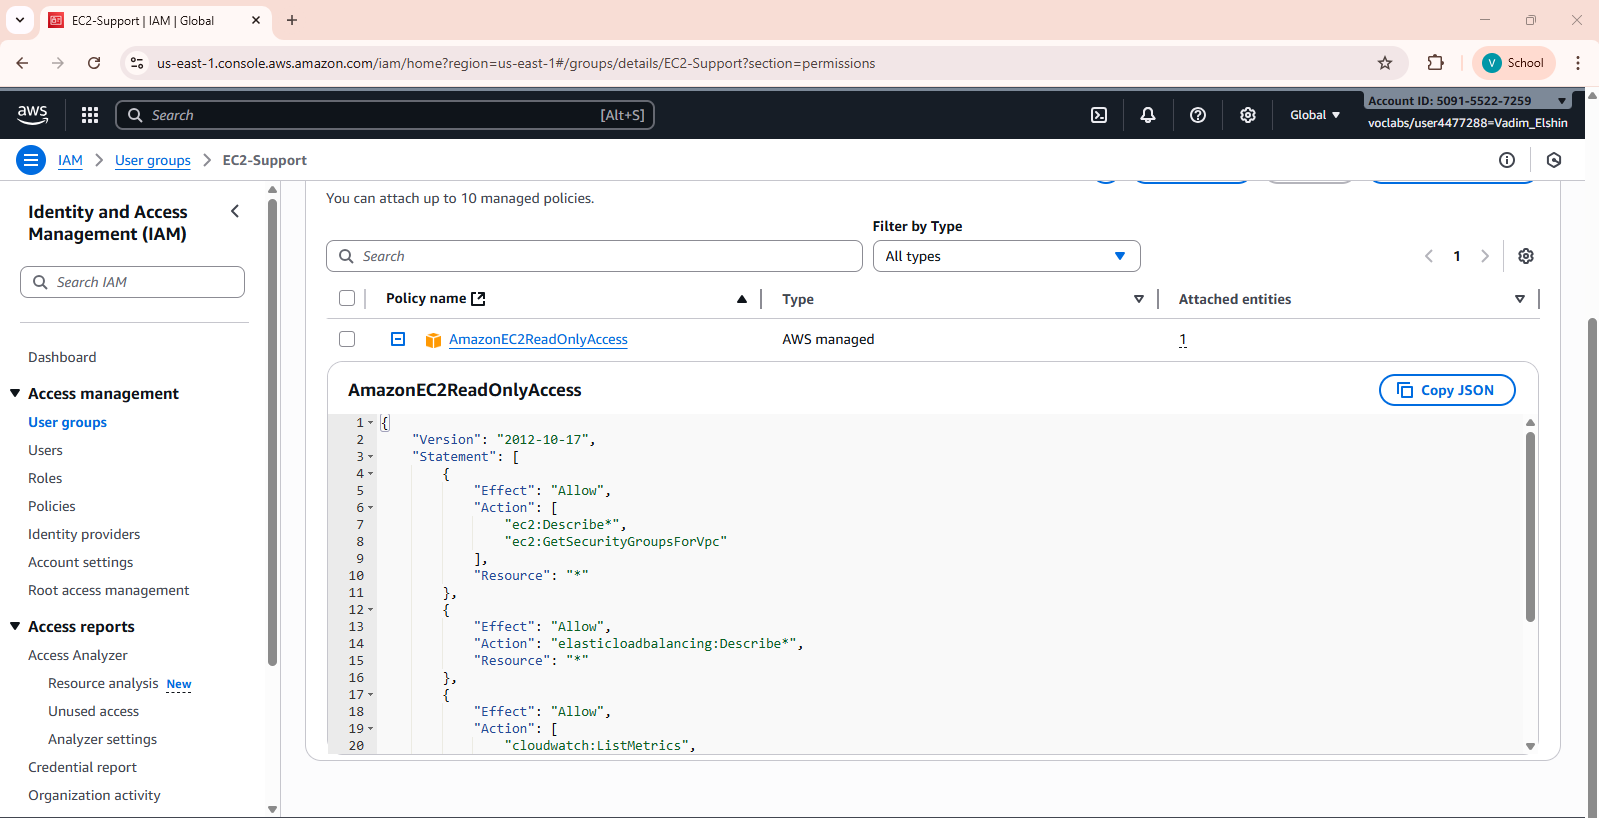 EC2-Support | IAM | Global
us-east-1.console.aws.amazon.com/iam/home?region=us-east-1#/groups/details/EC2-Support?section=permissions
V School
aws
Search [Alt+S]
Global
Account ID: 5091-5522-7259
voclabs/user4477288=Vadim_Elshin
IAM > User groups > EC2-Support
Identity and Access
Management (IAM)
Search IAM
Dashboard
Access management
User groups
Users
Roles
Policies
Identity providers
Account settings
Root access management
Access reports
Access Analyzer
Resource analysis New
Unused access
Analyzer settings
Credential report
Organization activity
You can attach up to 10 managed policies.
Filter by Type
Search
All types
1
Policy name Type Attached entities
AmazonEC2ReadOnlyAccess AWS managed 1
AmazonEC2ReadOnlyAccess
Copy JSON
1 {
2 "Version": "2012-10-17",
3 "Statement": [
4 {
5 "Effect": "Allow",
6 "Action": [
7 "ec2:Describe*",
8 "ec2:GetSecurityGroupsForVpc"
9 ],
10 "Resource": "*"
11 },
12 {
13 "Effect": "Allow",
14 "Action": "elasticloadbalancing:Describe*",
15 "Resource": "*"
16 },
17 {
18 "Effect": "Allow",
19 "Action": [
20 "cloudwatch:ListMetrics",